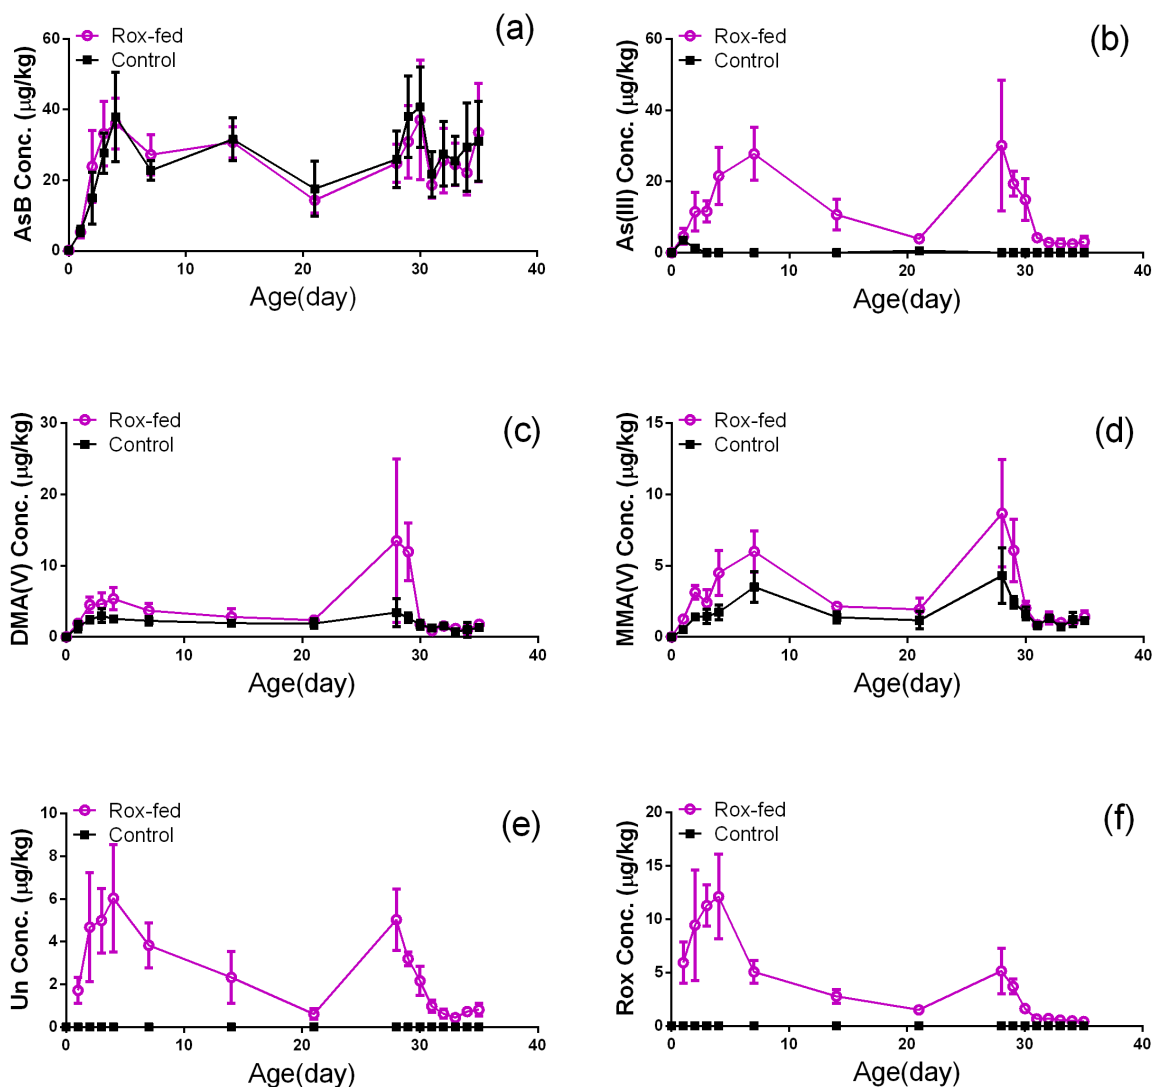 (a)
Rox-fed
Control
AsB Conc. (μg/kg)
60
40
20
0
0 10 20 30 40
Age(day)
(b)
Rox-fed
Control
As(III) Conc. (μg/kg)
60
40
20
0
0 10 20 30 40
Age(day)
(c)
Rox-fed
Control
DMA(V) Conc. (μg/kg)
30
20
10
0
0 10 20 30 40
Age(day)
(d)
Rox-fed
Control
MMA(V) Conc. (μg/kg)
15
10
5
0
0 10 20 30 40
Age(day)
(e)
Rox-fed
Control
Un Conc. (μg/kg)
10
8
6
4
2
0
0 10 20 30 40
Age(day)
(f)
Rox-fed
Control
Rox Conc. (μg/kg)
20
15
10
5
0
0 10 20 30 40
Age(day)